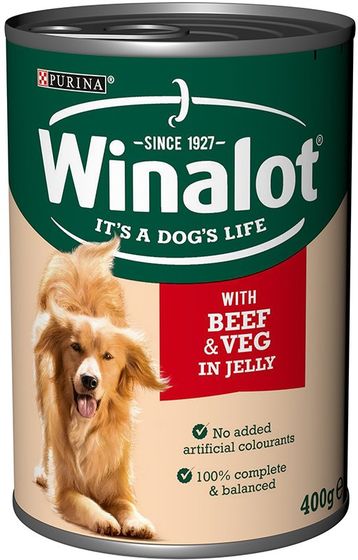 PURINA®
-SINCE 1927-
Winalot®
IT'S A DOG'S LIFE
WITH
BEEF
& VEG
IN JELLY
No added
artificial colourants
100% complete
& balanced
400g e